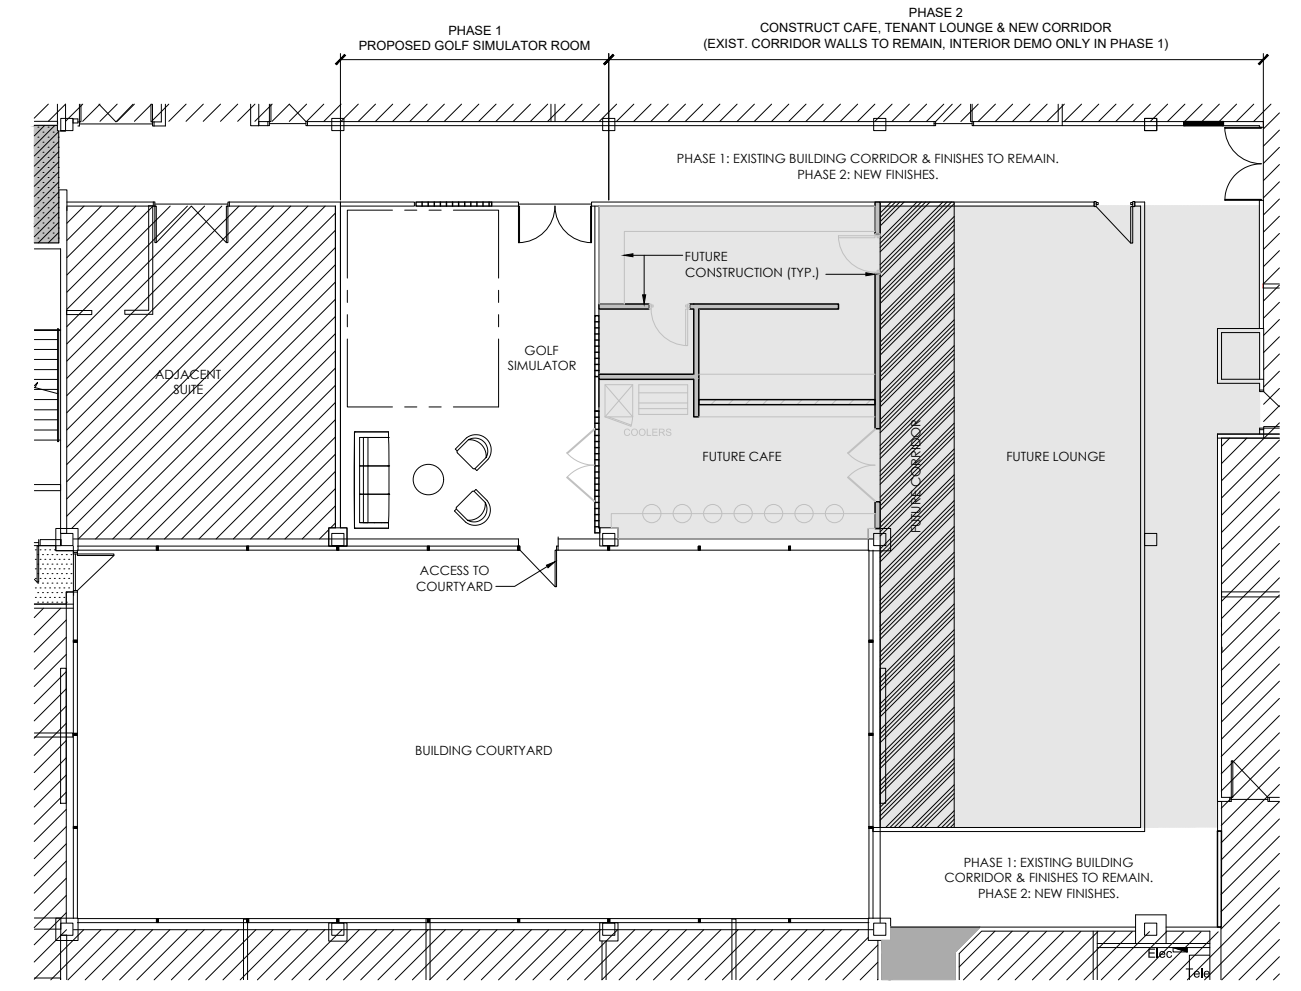 PHASE 1
PROPOSED GOLF SIMULATOR ROOM
PHASE 2
CONSTRUCT CAFE, TENANT LOUNGE & NEW CORRIDOR
(EXIST. CORRIDOR WALLS TO REMAIN, INTERIOR DEMO ONLY IN PHASE 1)
PHASE 1: EXISTING BUILDING CORRIDOR & FINISHES TO REMAIN.
PHASE 2: NEW FINISHES.
FUTURE
CONSTRUCTION (TYP.)
GOLF
SIMULATOR
ADJACENT
SUITE
COOLERS
FUTURE CAFE
FUTURE CORRIDOR
FUTURE LOUNGE
ACCESS TO
COURTYARD
BUILDING COURTYARD
PHASE 1: EXISTING BUILDING
CORRIDOR & FINISHES TO REMAIN.
PHASE 2: NEW FINISHES.
Elec
Tele